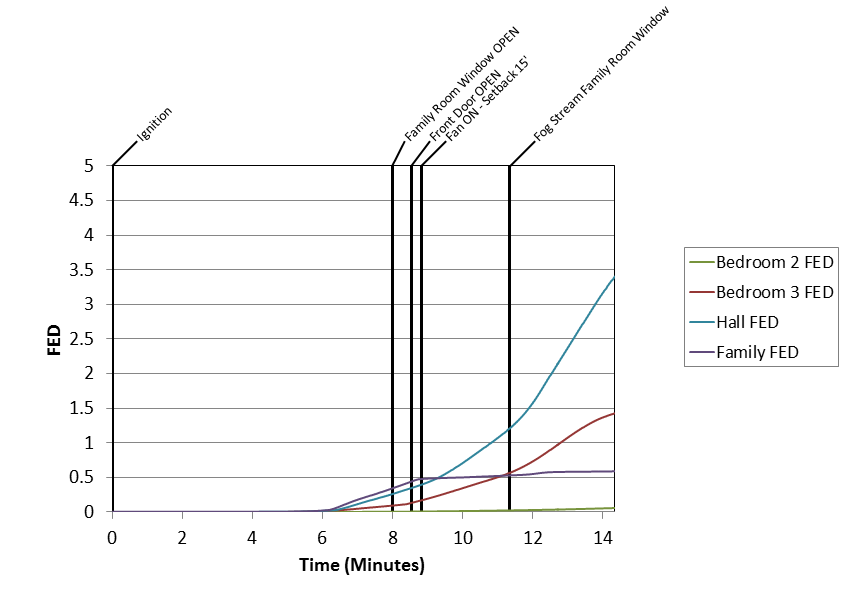 Ignition
Family Room Window OPEN
Front Door OPEN
Fan ON - Setback 15'
Fog Stream Family Room Window
5
4.5
4
3.5
3
2.5
2
1.5
1
0.5
0
FED
0 2 4 6 8 10 12 14
Time (Minutes)
Bedroom 2 FED
Bedroom 3 FED
Hall FED
Family FED